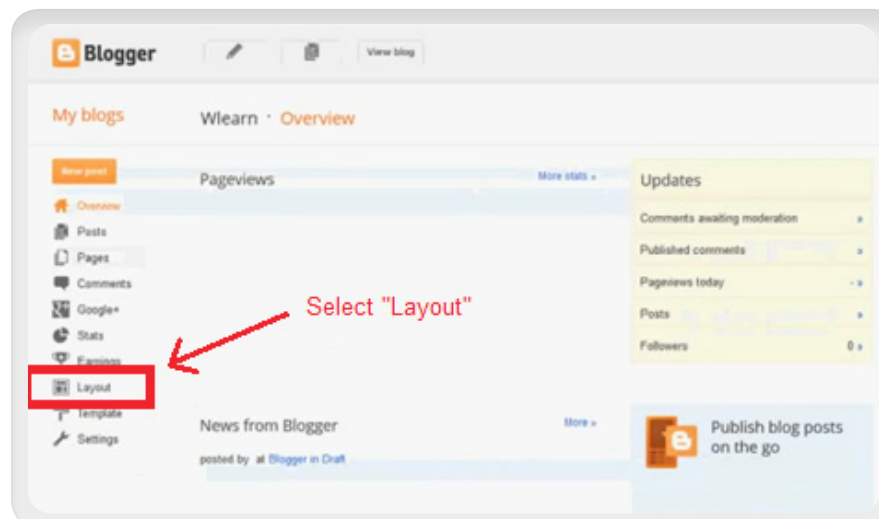 Blogger
View blog
My blogs
Wlearn · Overview
New post
Overview
Posts
Pages
Comments
Google+
Stats
Earnings
Layout
Template
Settings
Pageviews
More stats »
Select "Layout"
News from Blogger
More »
posted by at Blogger in Draft
Updates
Comments awaiting moderation »
Published comments »
Pageviews today - »
Posts »
Followers 0 »
Publish blog posts
on the go